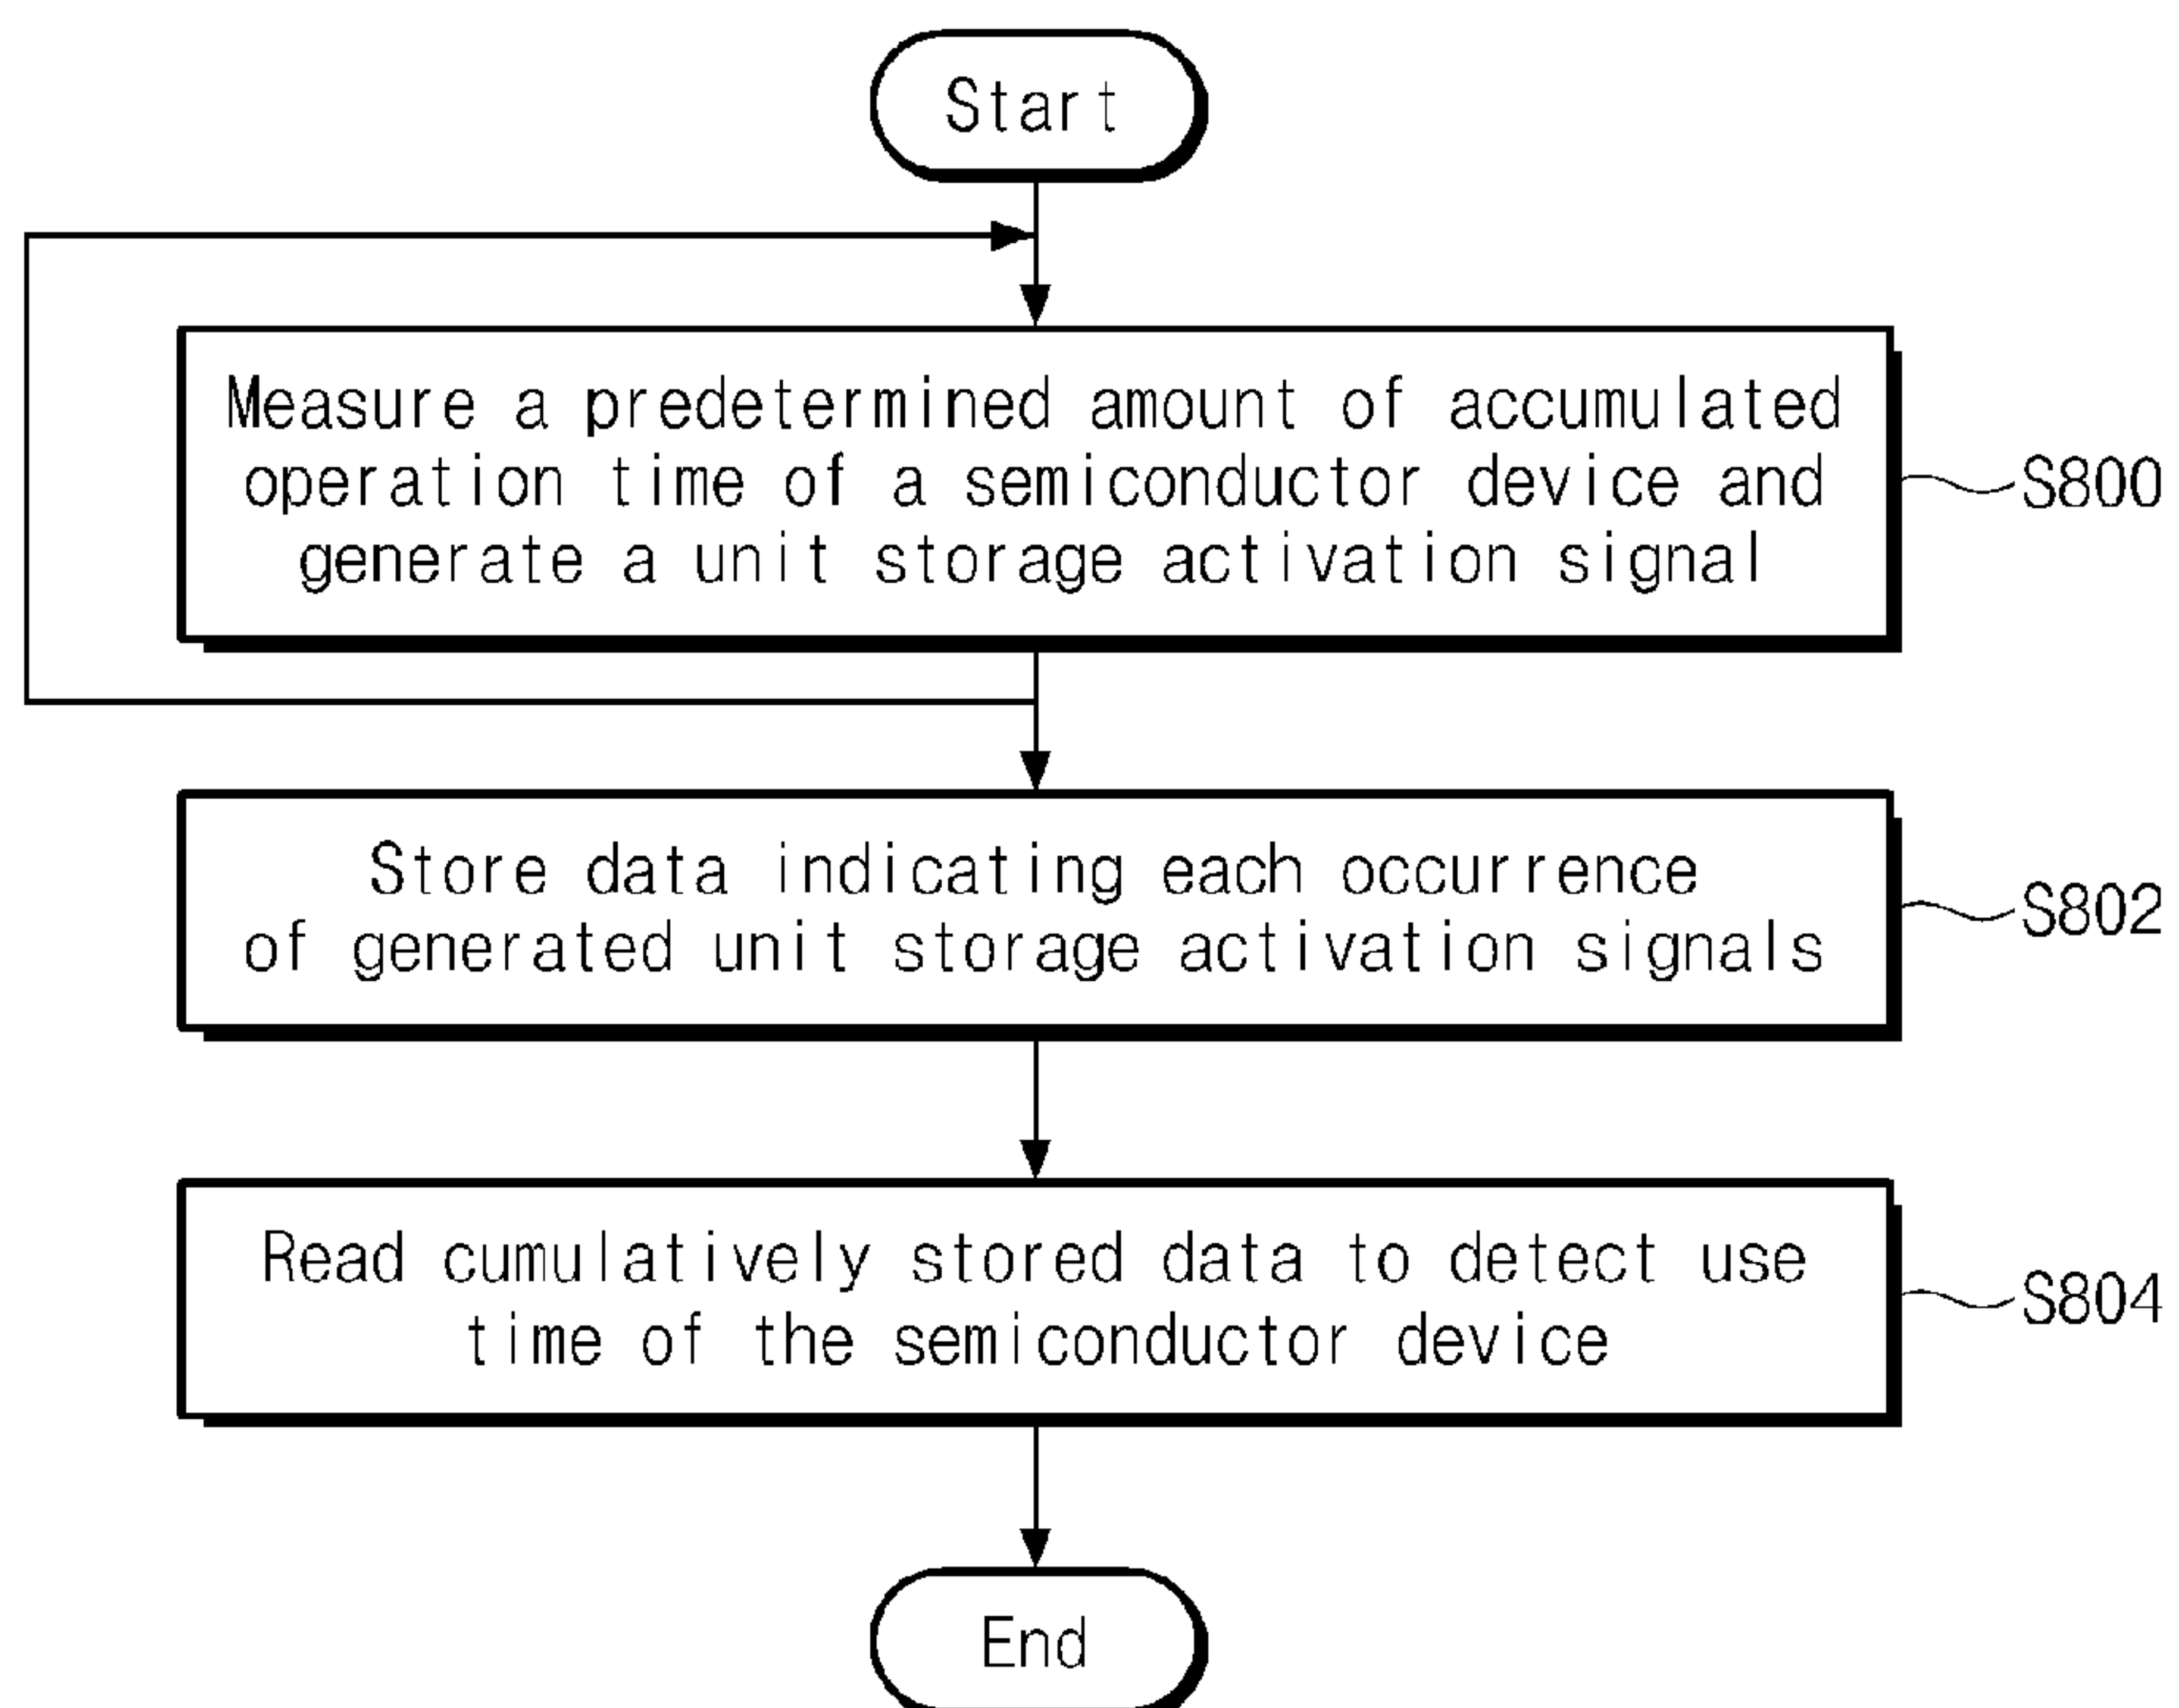 Start
Measure a predetermined amount of accumulated
operation time of a semiconductor device and
generate a unit storage activation signal
S800
Store data indicating each occurrence
of generated unit storage activation signals
S802
Read cumulatively stored data to detect use
time of the semiconductor device
S804
End